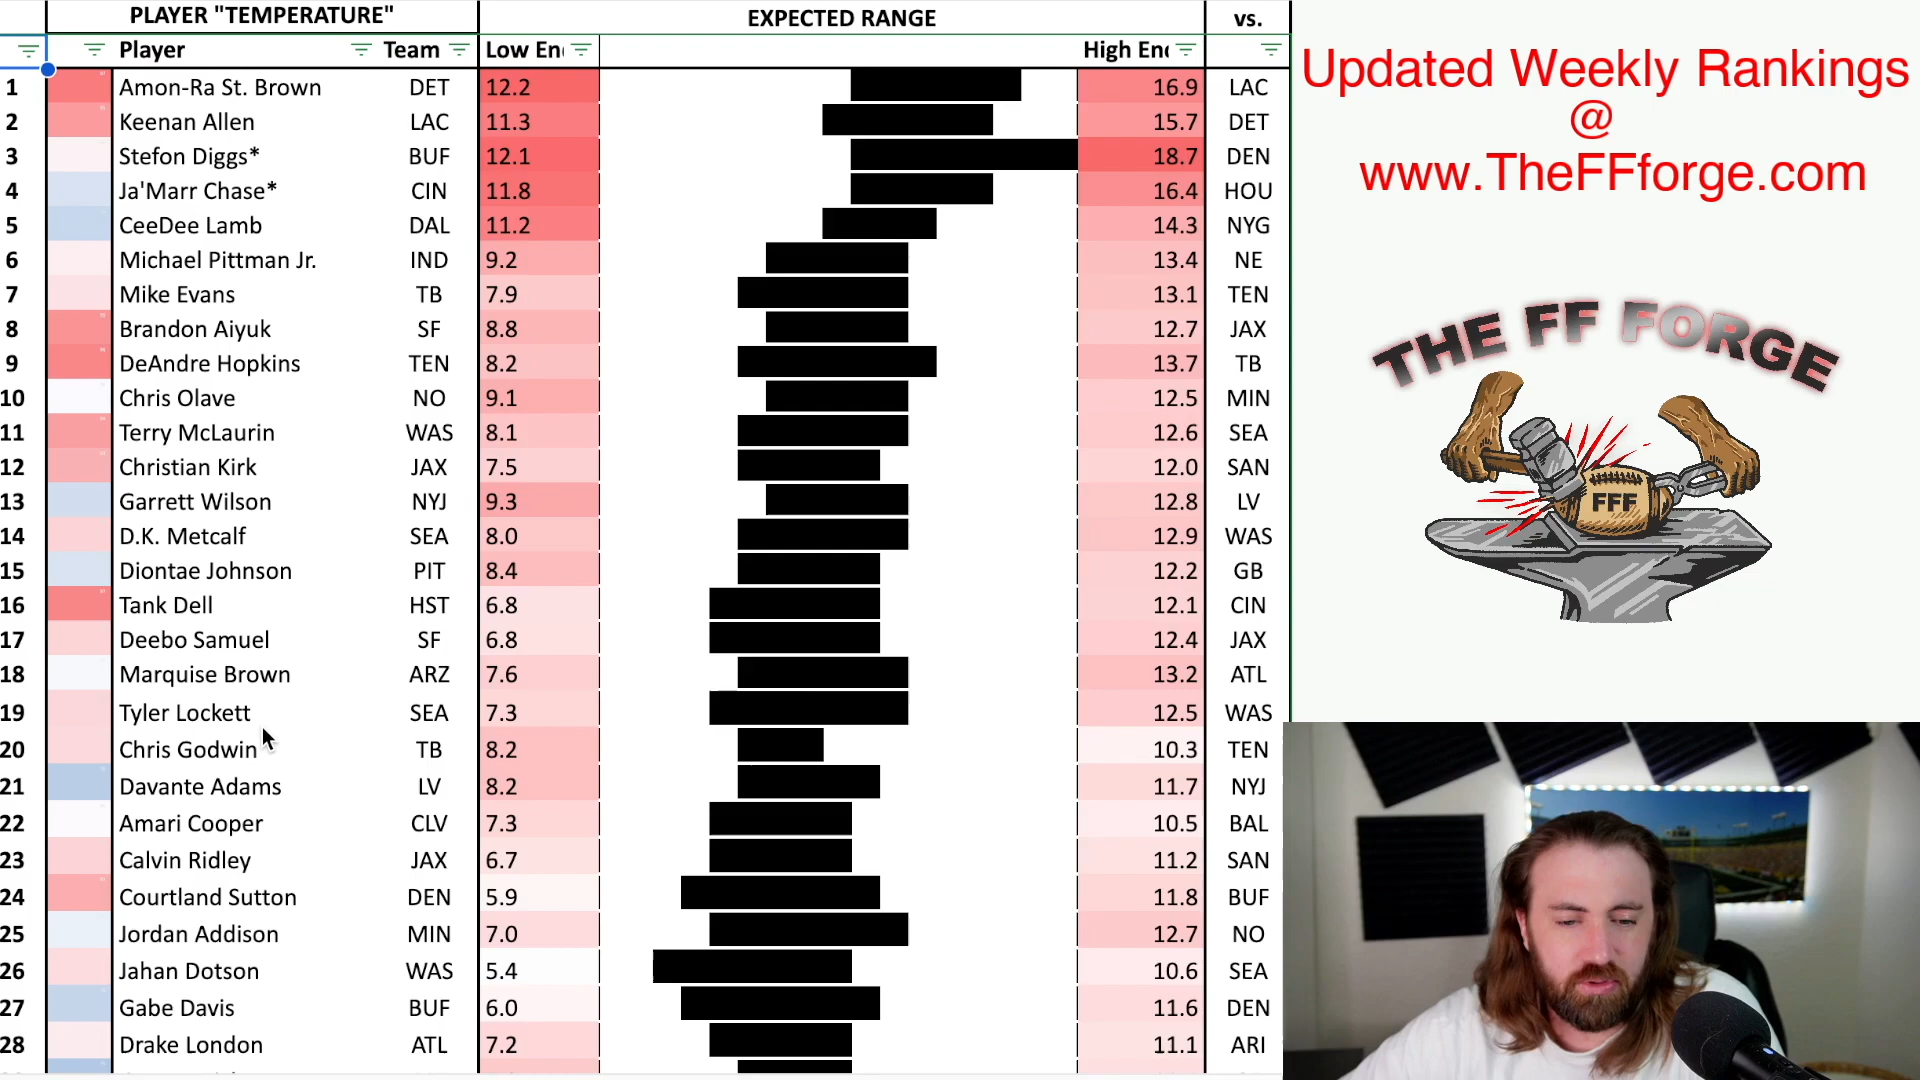 PLAYER "TEMPERATURE" EXPECTED RANGE vs.
Player Team Low En High En
1 Amon-Ra St. Brown DET 12.2 16.9 LAC
2 Keenan Allen LAC 11.3 15.7 DET
3 Stefon Diggs* BUF 12.1 18.7 DEN
4 Ja'Marr Chase* CIN 11.8 16.4 HOU
5 CeeDee Lamb DAL 11.2 14.3 NYG
6 Michael Pittman Jr. IND 9.2 13.4 NE
7 Mike Evans TB 7.9 13.1 TEN
8 Brandon Aiyuk SF 8.8 12.7 JAX
9 DeAndre Hopkins TEN 8.2 13.7 TB
10 Chris Olave NO 9.1 12.5 MIN
11 Terry McLaurin WAS 8.1 12.6 SEA
12 Christian Kirk JAX 7.5 12.0 SAN
13 Garrett Wilson NYJ 9.3 12.8 LV
14 D.K. Metcalf SEA 8.0 12.9 WAS
15 Diontae Johnson PIT 8.4 12.2 GB
16 Tank Dell HST 6.8 12.1 CIN
17 Deebo Samuel SF 6.8 12.4 JAX
18 Marquise Brown ARZ 7.6 13.2 ATL
19 Tyler Lockett SEA 7.3 12.5 WAS
20 Chris Godwin TB 8.2 10.3 TEN
21 Davante Adams LV 8.2 11.7 NYJ
22 Amari Cooper CLV 7.3 10.5 BAL
23 Calvin Ridley JAX 6.7 11.2 SAN
24 Courtland Sutton DEN 5.9 11.8 BUF
25 Jordan Addison MIN 7.0 12.7 NO
26 Jahan Dotson WAS 5.4 10.6 SEA
27 Gabe Davis BUF 6.0 11.6 DEN
28 Drake London ATL 7.2 11.1 ARI
Updated Weekly Rankings
@
www.TheFFforge.com
THE FF FORGE
FFF